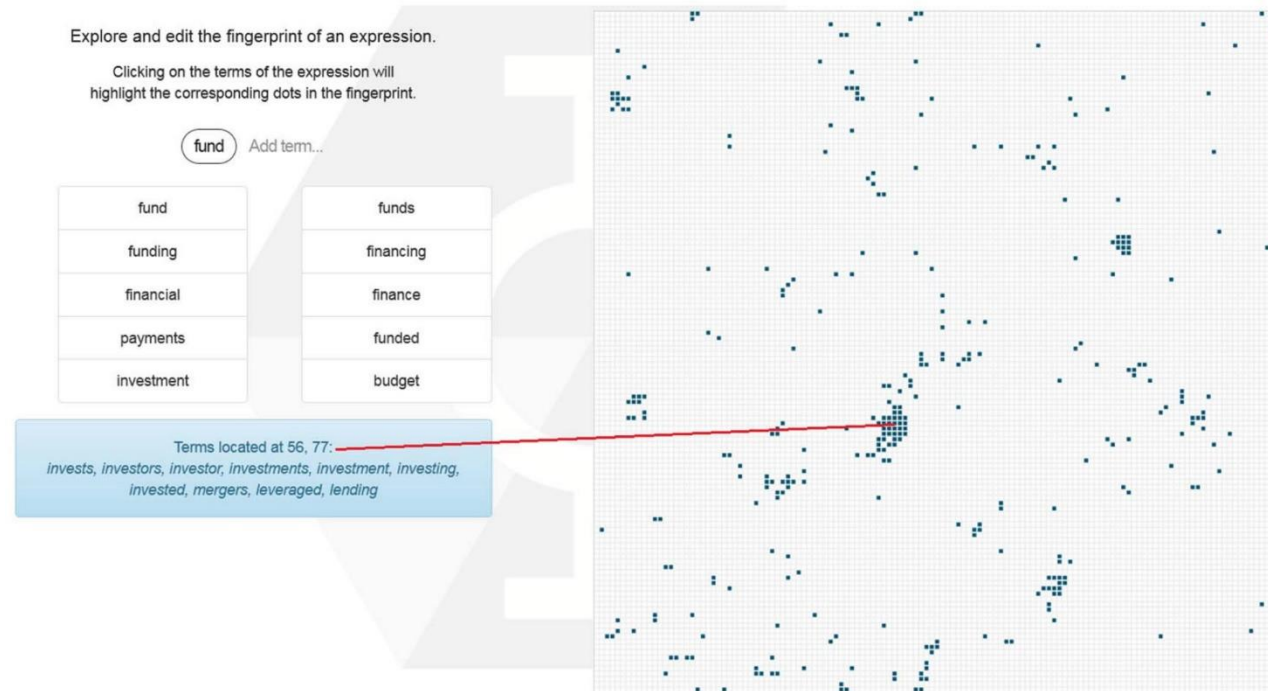 Explore and edit the fingerprint of an expression.
Clicking on the terms of the expression will
highlight the corresponding dots in the fingerprint.
fund Add term...
fund funds
funding financing
financial finance
payments funded
investment budget
Terms located at 56, 77:
invests, investors, investor, investments, investment, investing,
invested, mergers, leveraged, lending